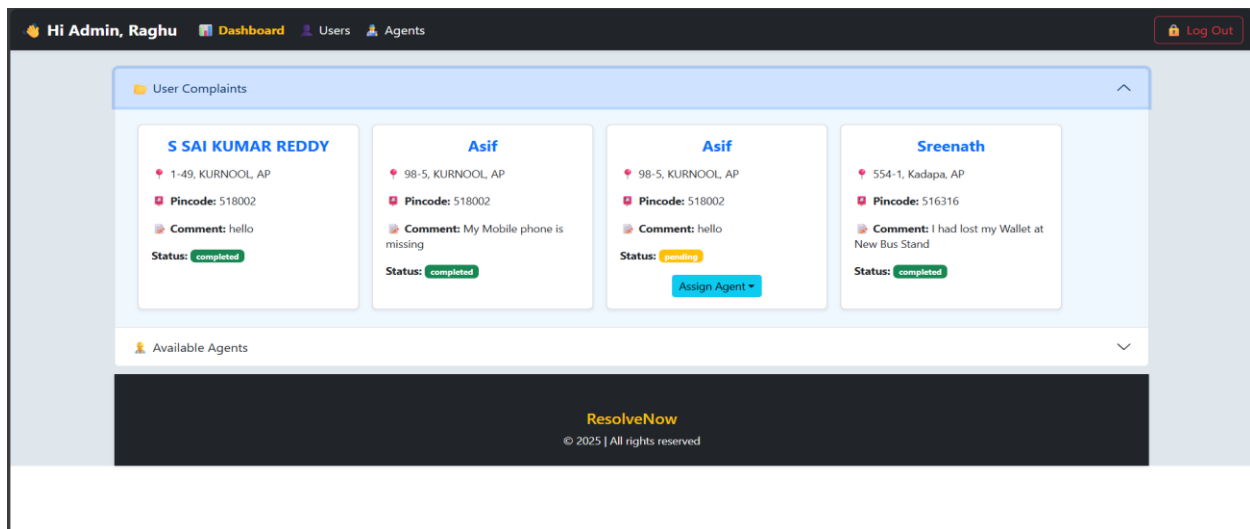 Hi Admin, Raghu Dashboard Users Agents Log Out
User Complaints
S SAI KUMAR REDDY
1-49, KURNOOL, AP
Pincode: 518002
Comment: hello
Status: completed
Asif
98-5, KURNOOL, AP
Pincode: 518002
Comment: My Mobile phone is
missing
Status: completed
Asif
98-5, KURNOOL, AP
Pincode: 518002
Comment: hello
Status: pending
Assign Agent
Sreenath
554-1, Kadapa, AP
Pincode: 516316
Comment: I had lost my Wallet at
New Bus Stand
Status: completed
Available Agents
ResolveNow
© 2025 | All rights reserved